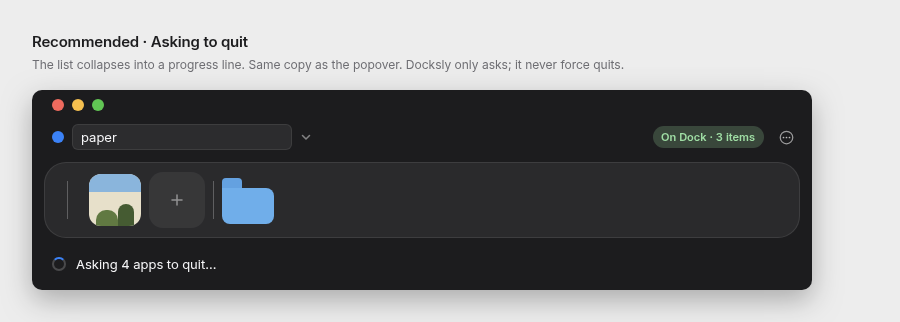 Recommended · Asking to quit
The list collapses into a progress line. Same copy as the popover. Docksly only asks; it never force quits.
paper
On Dock · 3 items
+
Asking 4 apps to quit...